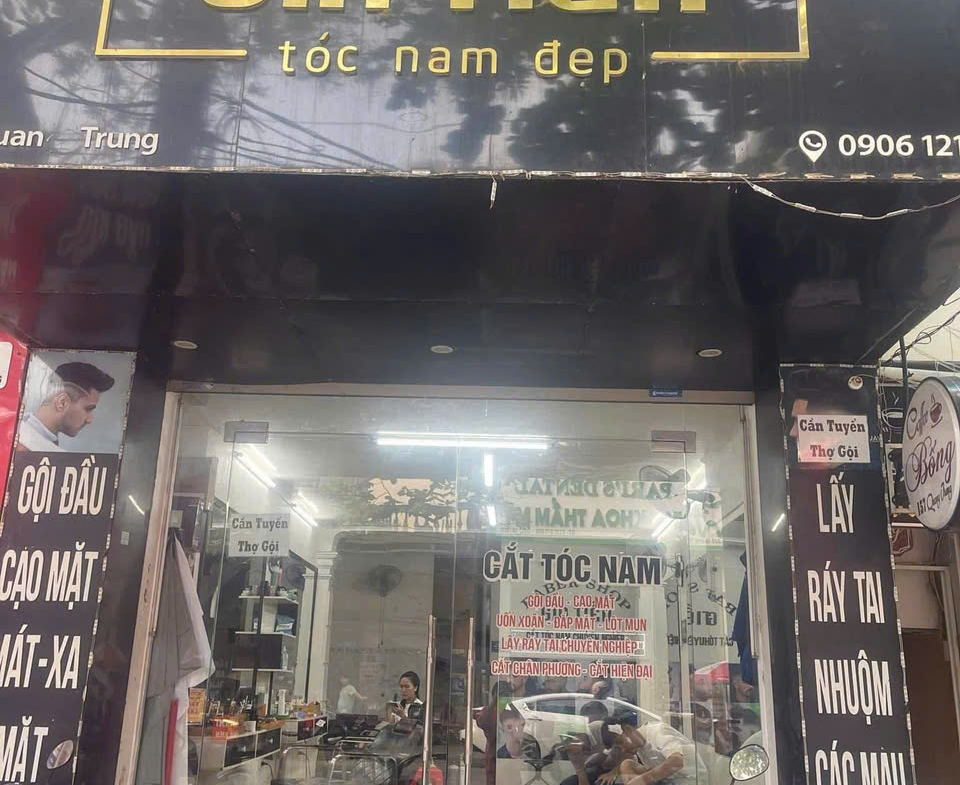 tóc nam đẹp
Trung
0906 121
GỘI ĐẦU
CẠO MẶT
MÁT-XA
MẶT
Cần Tuyển
Thợ Gội
CẮT TÓC NAM
GỘI ĐẦU - CẠO MẶT
UỐN XOĂN - ĐẮP MẶT - LỘT MỤN
LẤY RÁY TAI CHUYÊN NGHIỆP
CẮT CHÂN PHƯƠNG - CẮT HIỆN ĐẠI
Cần Tuyển
Thợ Gội
LẤY
RÁY TAI
NHUỘM
CÁC MÀU
Coffee
Bống